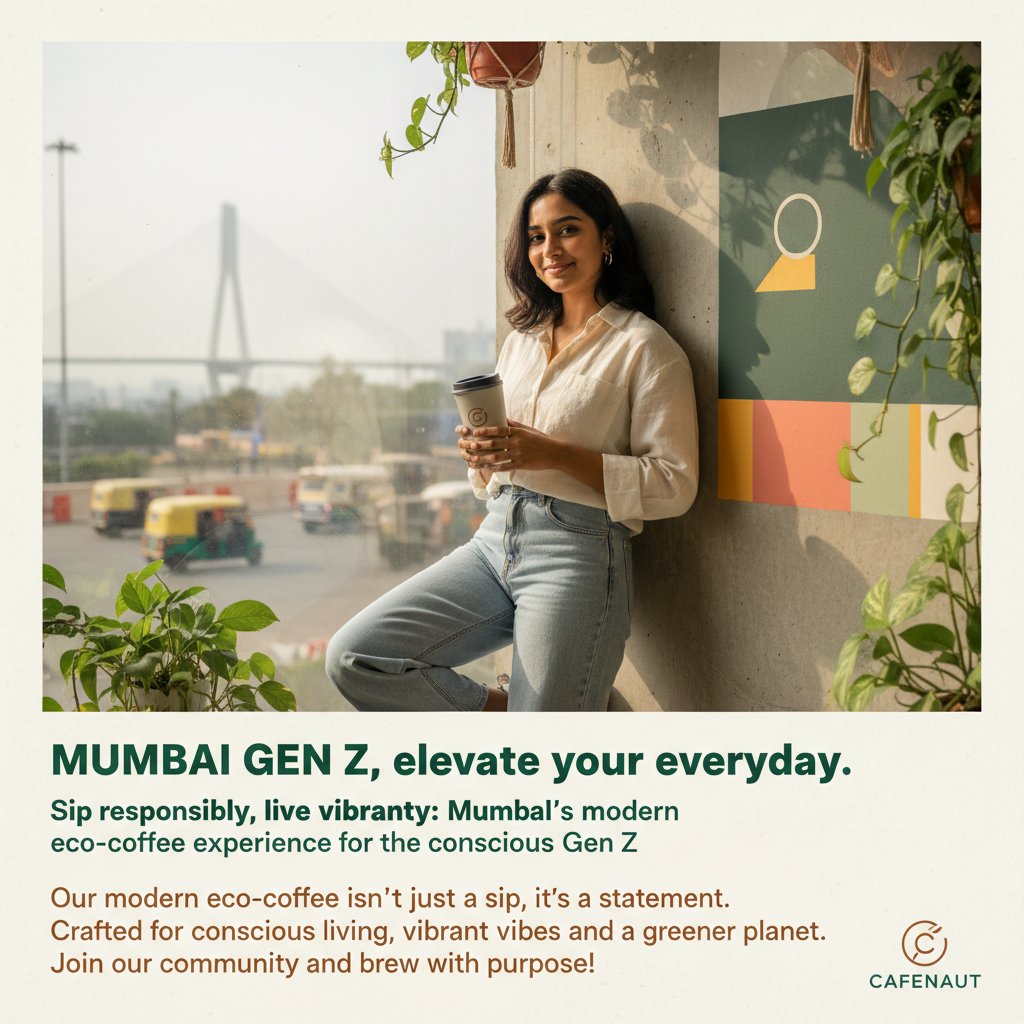 MUMBAI GEN Z, elevate your everyday.
Sip responsibly, live vibranty: Mumbal's modern
eco-coffee experience for the conscious Gen Z
Our modern eco-coffee isn't just a sip, it's a statement.
Crafted for conscious living, vibrant vibes and a greener planet.
Join our community and brew with purpose!
CAFENAUT